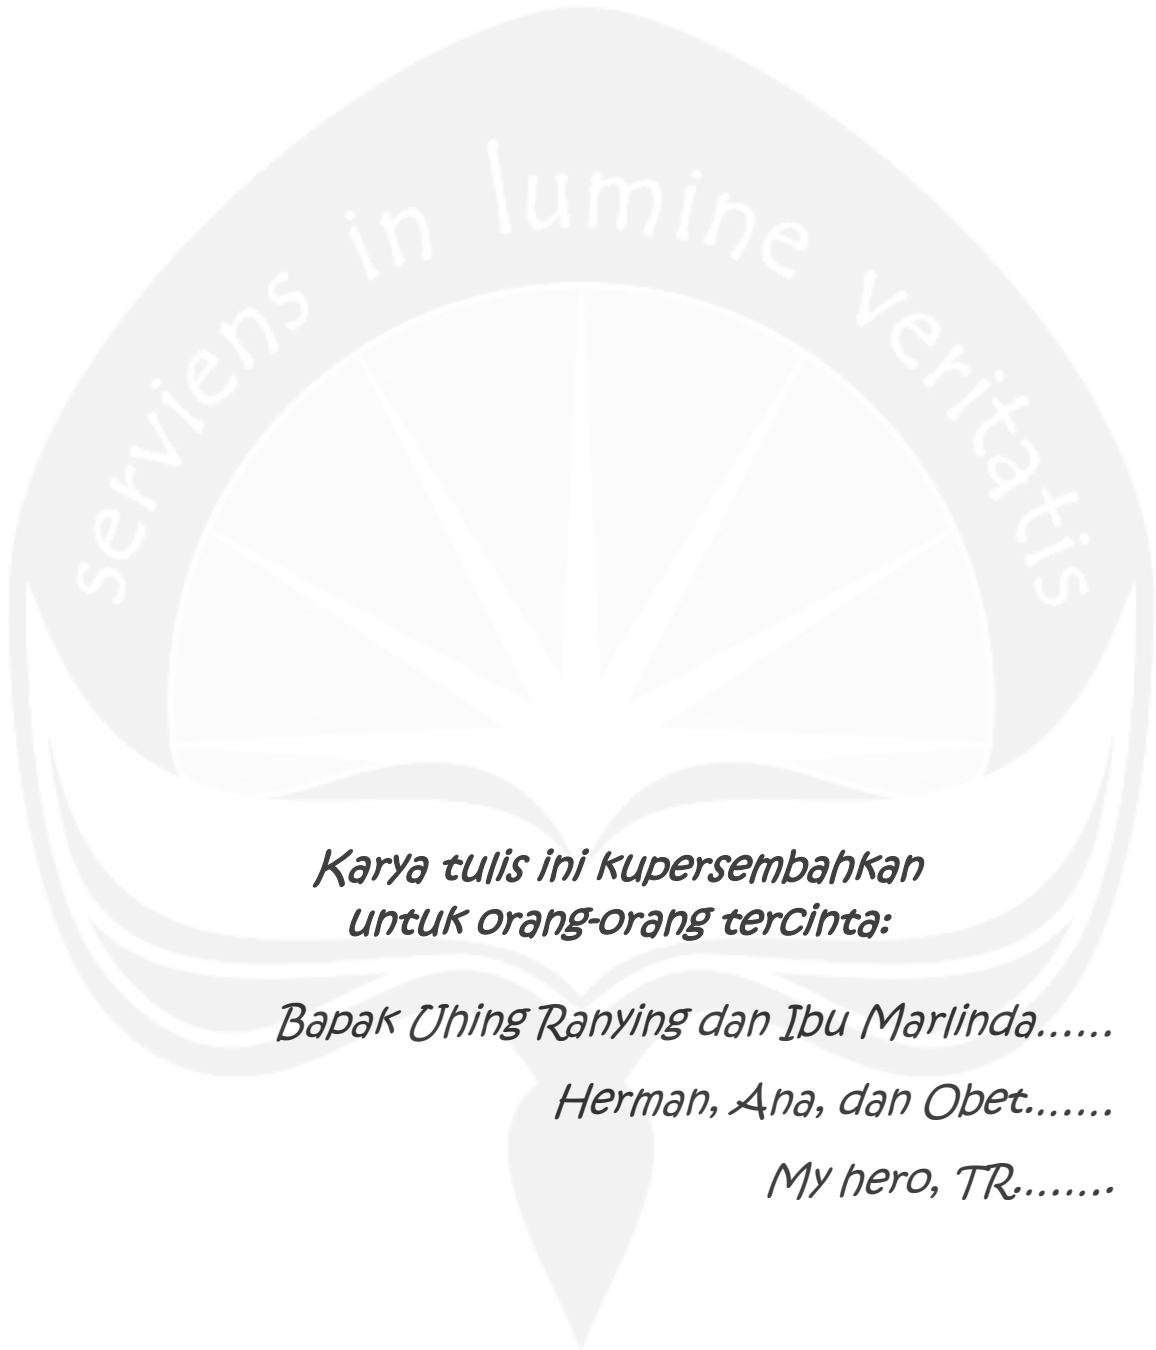 serviens in lumine veritatis
Karya tulis ini kupersembahkan
untuk orang-orang tercinta:
Bapak Uhing Ranying dan Ibu Marlinda......
Herman, Ana, dan Obet.......
My hero, TR........